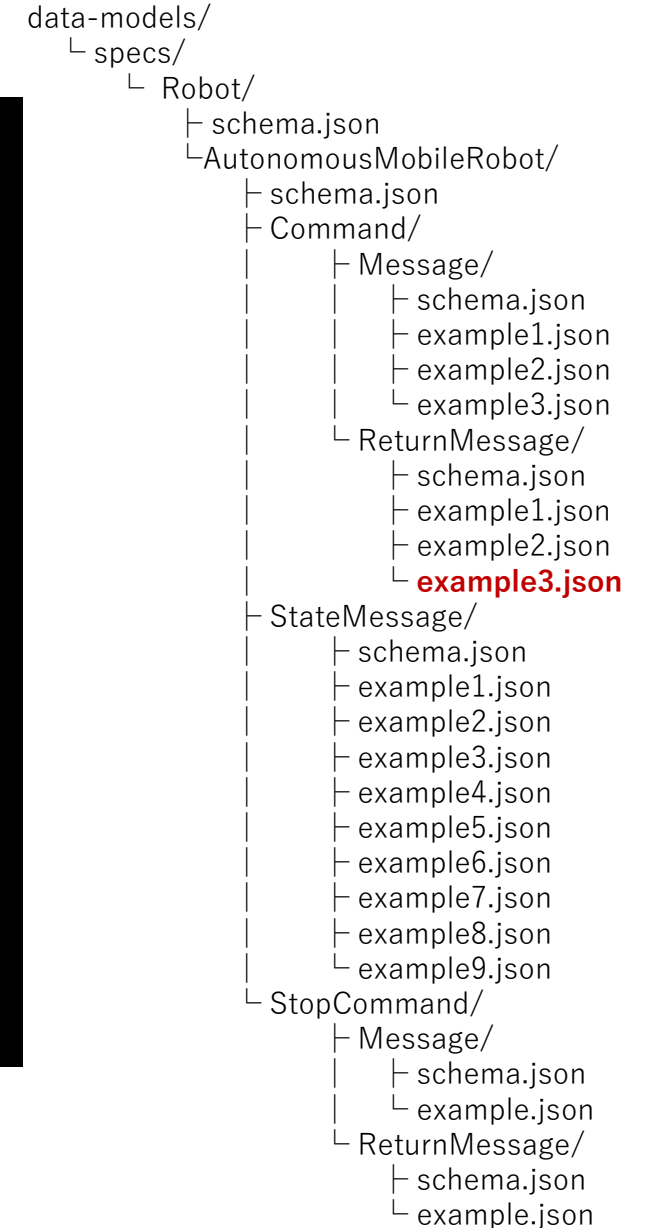 data-models/
└ specs/
└ Robot/
├ schema.json
└AutonomousMobileRobot/
├ schema.json
├ Command/
│ ├ Message/
│ │ ├ schema.json
│ │ ├ example1.json
│ │ ├ example2.json
│ │ └ example3.json
│ └ ReturnMessage/
│ ├ schema.json
│ ├ example1.json
│ ├ example2.json
│ └ example3.json
├ StateMessage/
│ ├ schema.json
│ ├ example1.json
│ ├ example2.json
│ ├ example3.json
│ ├ example4.json
│ ├ example5.json
│ ├ example6.json
│ ├ example7.json
│ ├ example8.json
│ └ example9.json
└ StopCommand/
├ Message/
│ ├ schema.json
│ └ example.json
└ ReturnMessage/
├ schema.json
└ example.json